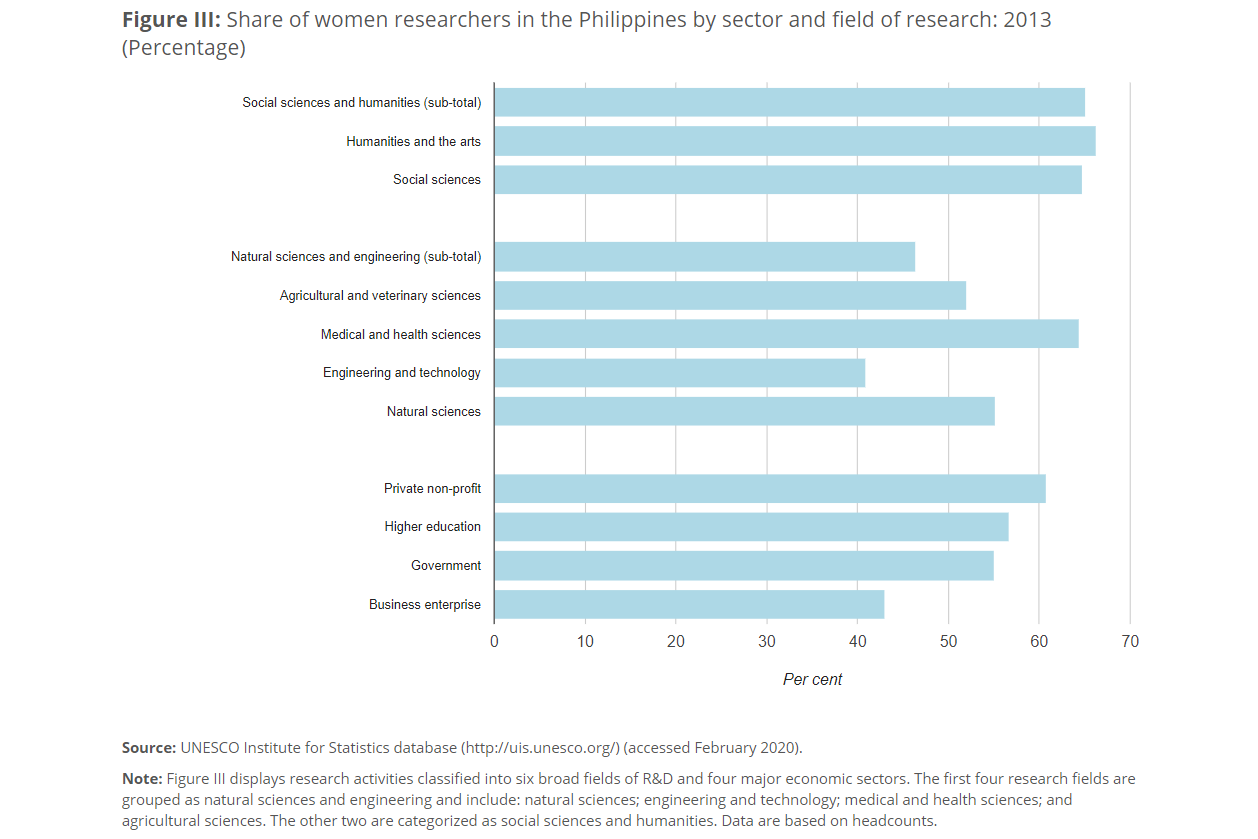 Figure III: Share of women researchers in the Philippines by sector and field of research: 2013
(Percentage)
Social sciences and humanities (sub-total)
Humanities and the arts
Social sciences
Natural sciences and engineering (sub-total)
Agricultural and veterinary sciences
Medical and health sciences
Engineering and technology
Natural sciences
Private non-profit
Higher education
Government
Business enterprise
0 10 20 30 40 50 60 70
Per cent
Source: UNESCO Institute for Statistics database (http://uis.unesco.org/) (accessed February 2020).
Note: Figure III displays research activities classified into six broad fields of R&D and four major economic sectors. The first four research fields are
grouped as natural sciences and engineering and include: natural sciences; engineering and technology; medical and health sciences; and
agricultural sciences. The other two are categorized as social sciences and humanities. Data are based on headcounts.